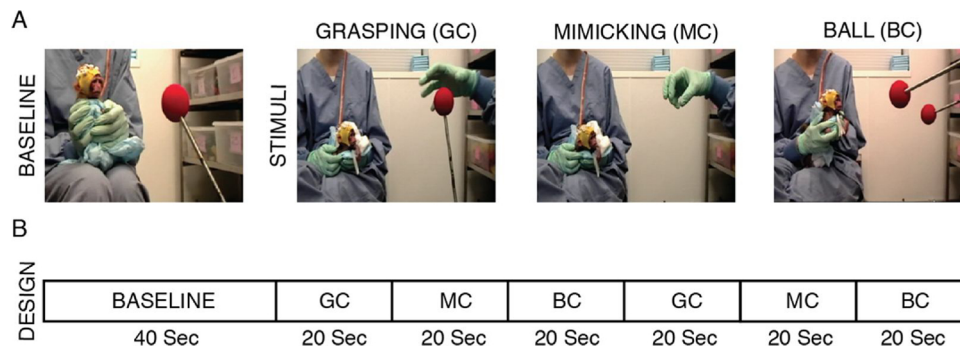 A
BASELINE
STIMULI
GRASPING (GC)
MIMICKING (MC)
BALL (BC)
B
DESIGN
BASELINE GC MC BC GC MC BC
40 Sec 20 Sec 20 Sec 20 Sec 20 Sec 20 Sec 20 Sec